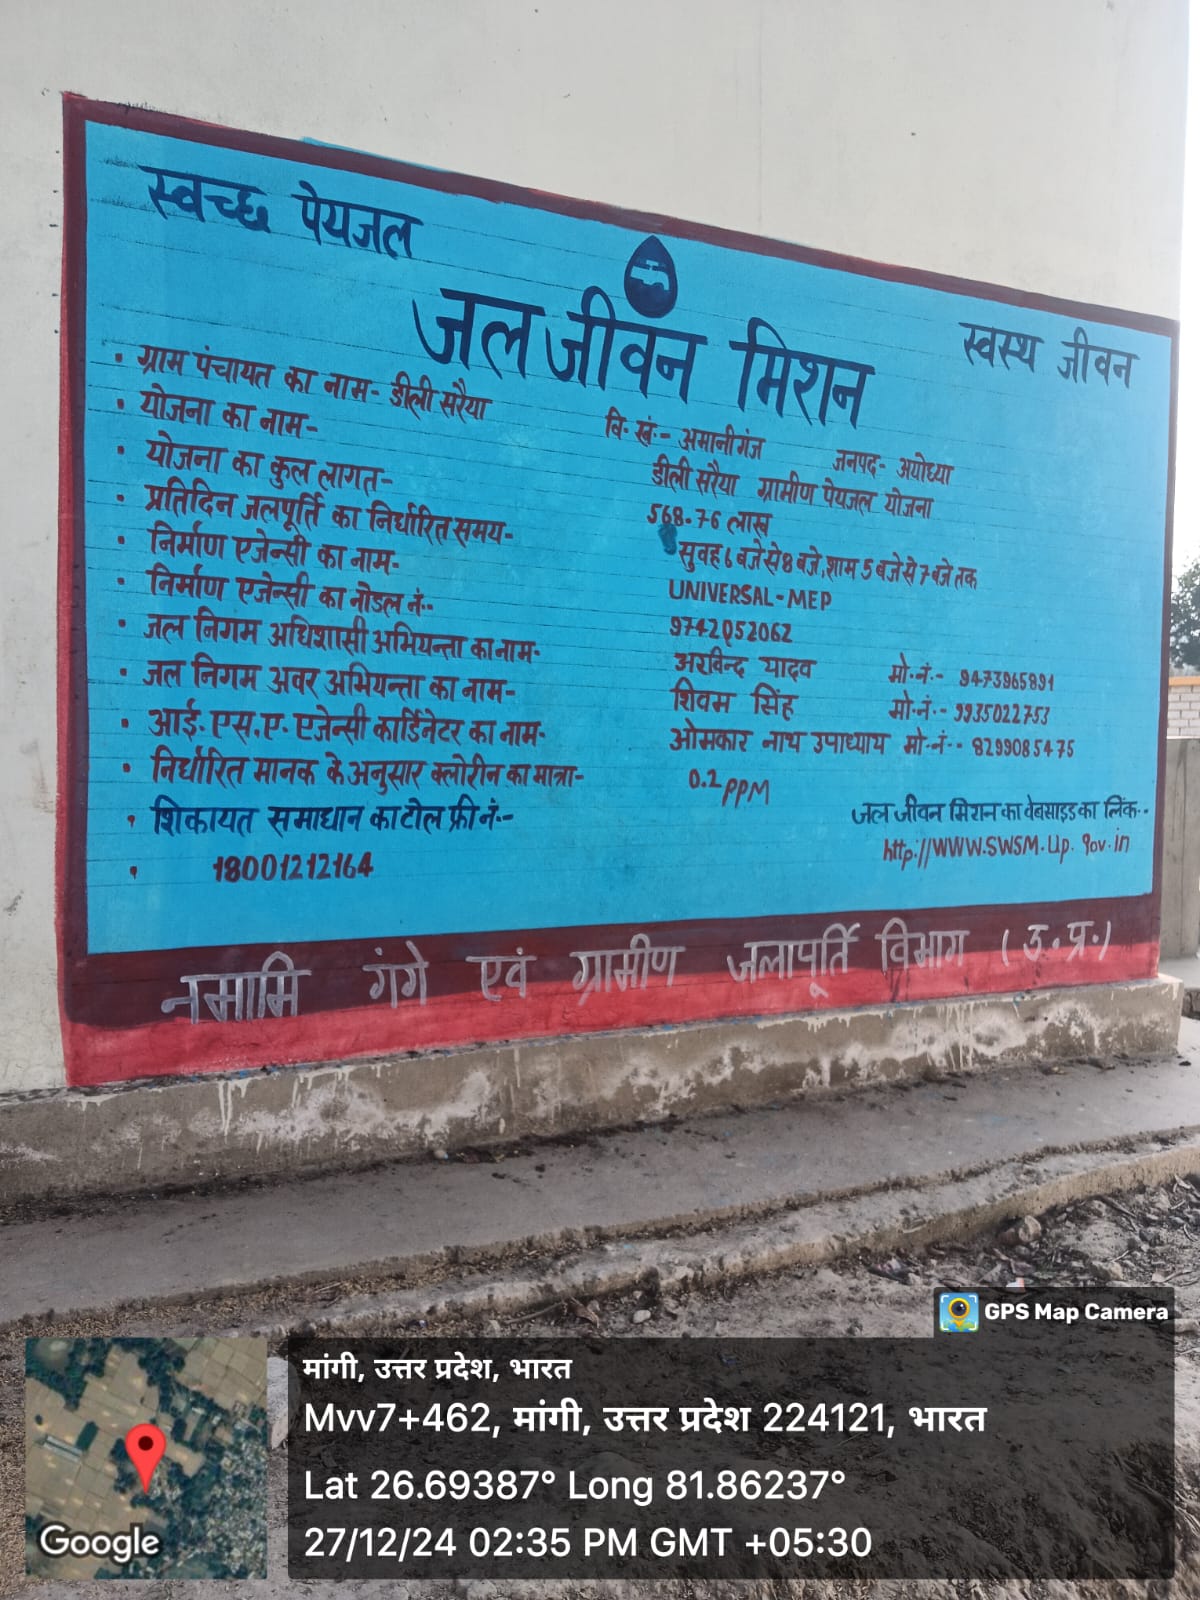 स्वच्छ पेयजल
जल जीवन मिशन
स्वस्थ जीवन
• ग्राम पंचायत का नाम- डीली सरैया वि. खं.- अमानीगंज जनपद- अयोध्या
• योजना का नाम- डीली सरैया ग्रामीण पेयजल योजना
• योजना का कुल लागत- 568.76 लाख
• प्रतिदिन जलपूर्ति का निर्धारित समय- सुवह 6 बजे से 8 बजे, शाम 5 बजे से 7 बजे तक
• निर्माण एजेन्सी का नाम- UNIVERSAL-MEP
• निर्माण एजेन्सी का नोडल नं.- 9742052062
• जल निगम अधिशासी अभियन्ता का नाम- अरविन्द यादव मो.नं.- 9473965891
• जल निगम अवर अभियन्ता का नाम- शिवम सिंह मो.नं.- 9935022753
• आई. एस. ए. एजेन्सी कार्डिनेटर का नाम- ओमकार नाथ उपाध्याय मो.नं.- 8299085475
• निर्धारित मानक के अनुसार क्लोरीन का मात्रा- 0.2 PPM
• शिकायत समाधान का टोल फ्री नं.- जल जीवन मिशन का वेबसाइड का लिंक-
• 18001212164 http://WWW.SWSM.Up.gov.in
नमामि गंगे एवं ग्रामीण जलापूर्ति विभाग (उ.प्र.)
GPS Map Camera
मांगी, उत्तर प्रदेश, भारत
Mvv7+462, मांगी, उत्तर प्रदेश 224121, भारत
Lat 26.69387° Long 81.86237°
27/12/24 02:35 PM GMT +05:30
Google